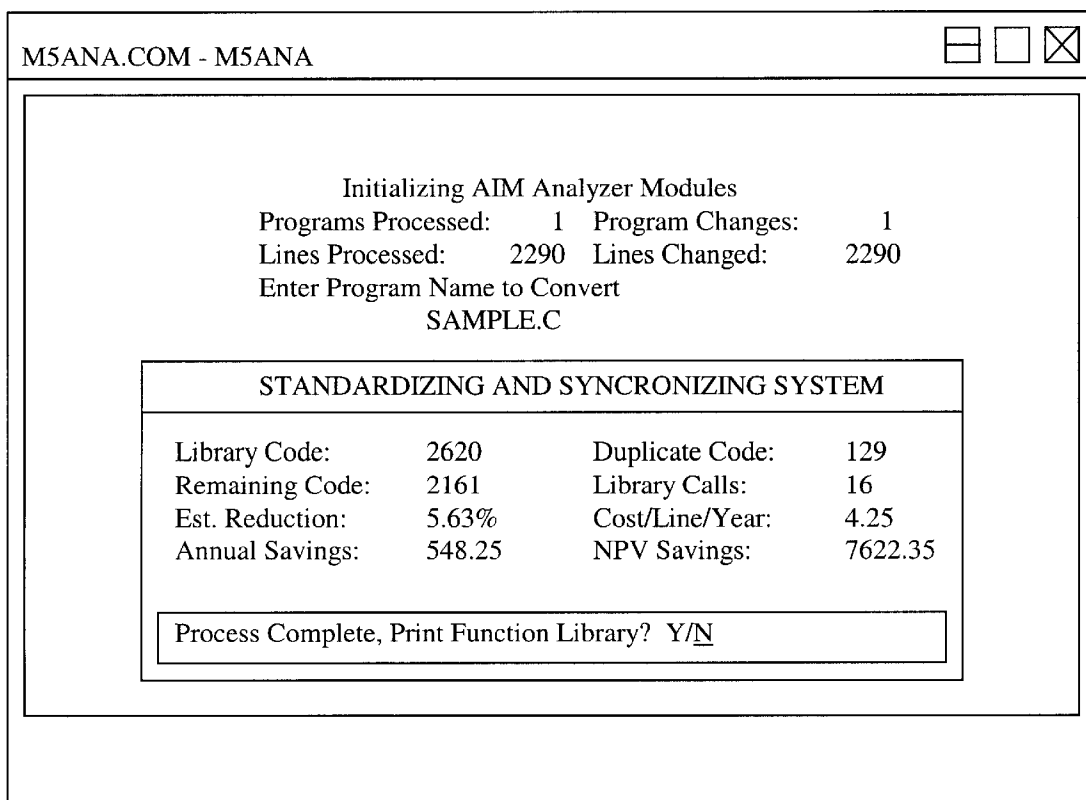 M5ANA.COM - M5ANA
Initializing AIM Analyzer Modules
Programs Processed: 1 Program Changes: 1
Lines Processed: 2290 Lines Changed: 2290
Enter Program Name to Convert
SAMPLE.C
STANDARDIZING AND SYNCRONIZING SYSTEM
Library Code: 2620 Duplicate Code: 129
Remaining Code: 2161 Library Calls: 16
Est. Reduction: 5.63% Cost/Line/Year: 4.25
Annual Savings: 548.25 NPV Savings: 7622.35
Process Complete, Print Function Library? Y/N